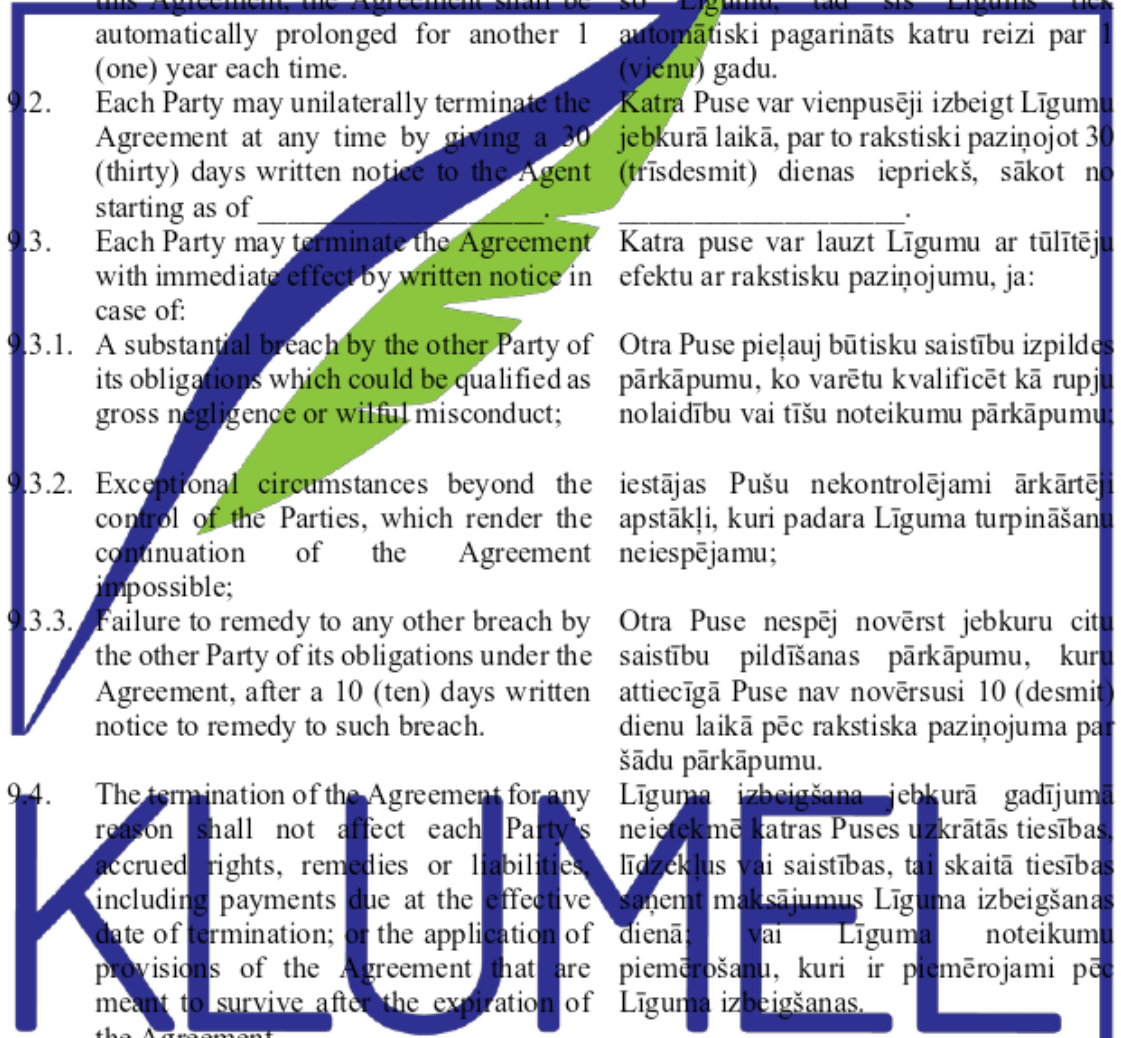 this Agreement, the Agreement shall be
automatically prolonged for another 1
(one) year each time.
9.2. Each Party may unilaterally terminate the
Agreement at any time by giving a 30
(thirty) days written notice to the Agent
starting as of ___________________.
9.3. Each Party may terminate the Agreement
with immediate effect by written notice in
case of:
9.3.1. A substantial breach by the other Party of
its obligations which could be qualified as
gross negligence or wilful misconduct;
9.3.2. Exceptional circumstances beyond the
control of the Parties, which render the
continuation of the Agreement
impossible;
9.3.3. Failure to remedy to any other breach by
the other Party of its obligations under the
Agreement, after a 10 (ten) days written
notice to remedy to such breach.
9.4. The termination of the Agreement for any
reason shall not affect each Party's
accrued rights, remedies or liabilities,
including payments due at the effective
date of termination; or the application of
provisions of the Agreement that are
meant to survive after the expiration of
the Agreement.
šo Līgumu, tad šis Līgums tiek
automātiski pagarināts katru reizi par 1
(vienu) gadu.
Katra Puse var vienpusēji izbeigt Līgumu
jebkurā laikā, par to rakstiski paziņojot 30
(trīsdesmit) dienas iepriekš, sākot no
___________________.
Katra puse var lauzt Līgumu ar tūlītēju
efektu ar rakstisku paziņojumu, ja:
Otra Puse pieļauj būtisku saistību izpildes
pārkāpumu, ko varētu kvalificēt kā rupju
nolaidību vai tīšu noteikumu pārkāpumu;
iestājas Pušu nekontrolējami ārkārtēji
apstākļi, kuri padara Līguma turpināšanu
neiespējamu;
Otra Puse nespēj novērst jebkuru citu
saistību pildīšanas pārkāpumu, kuru
attiecīgā Puse nav novērsusi 10 (desmit)
dienu laikā pēc rakstiska paziņojuma par
šādu pārkāpumu.
Līguma izbeigšana jebkurā gadījumā
neietekmē katras Puses uzkrātās tiesības,
līdzekļus vai saistības, tai skaitā tiesības
saņemt maksājumus Līguma izbeigšanas
dienā; vai Līguma noteikumu
piemērošanu, kuri ir piemērojami pēc
Līguma izbeigšanas.
KLUMEL